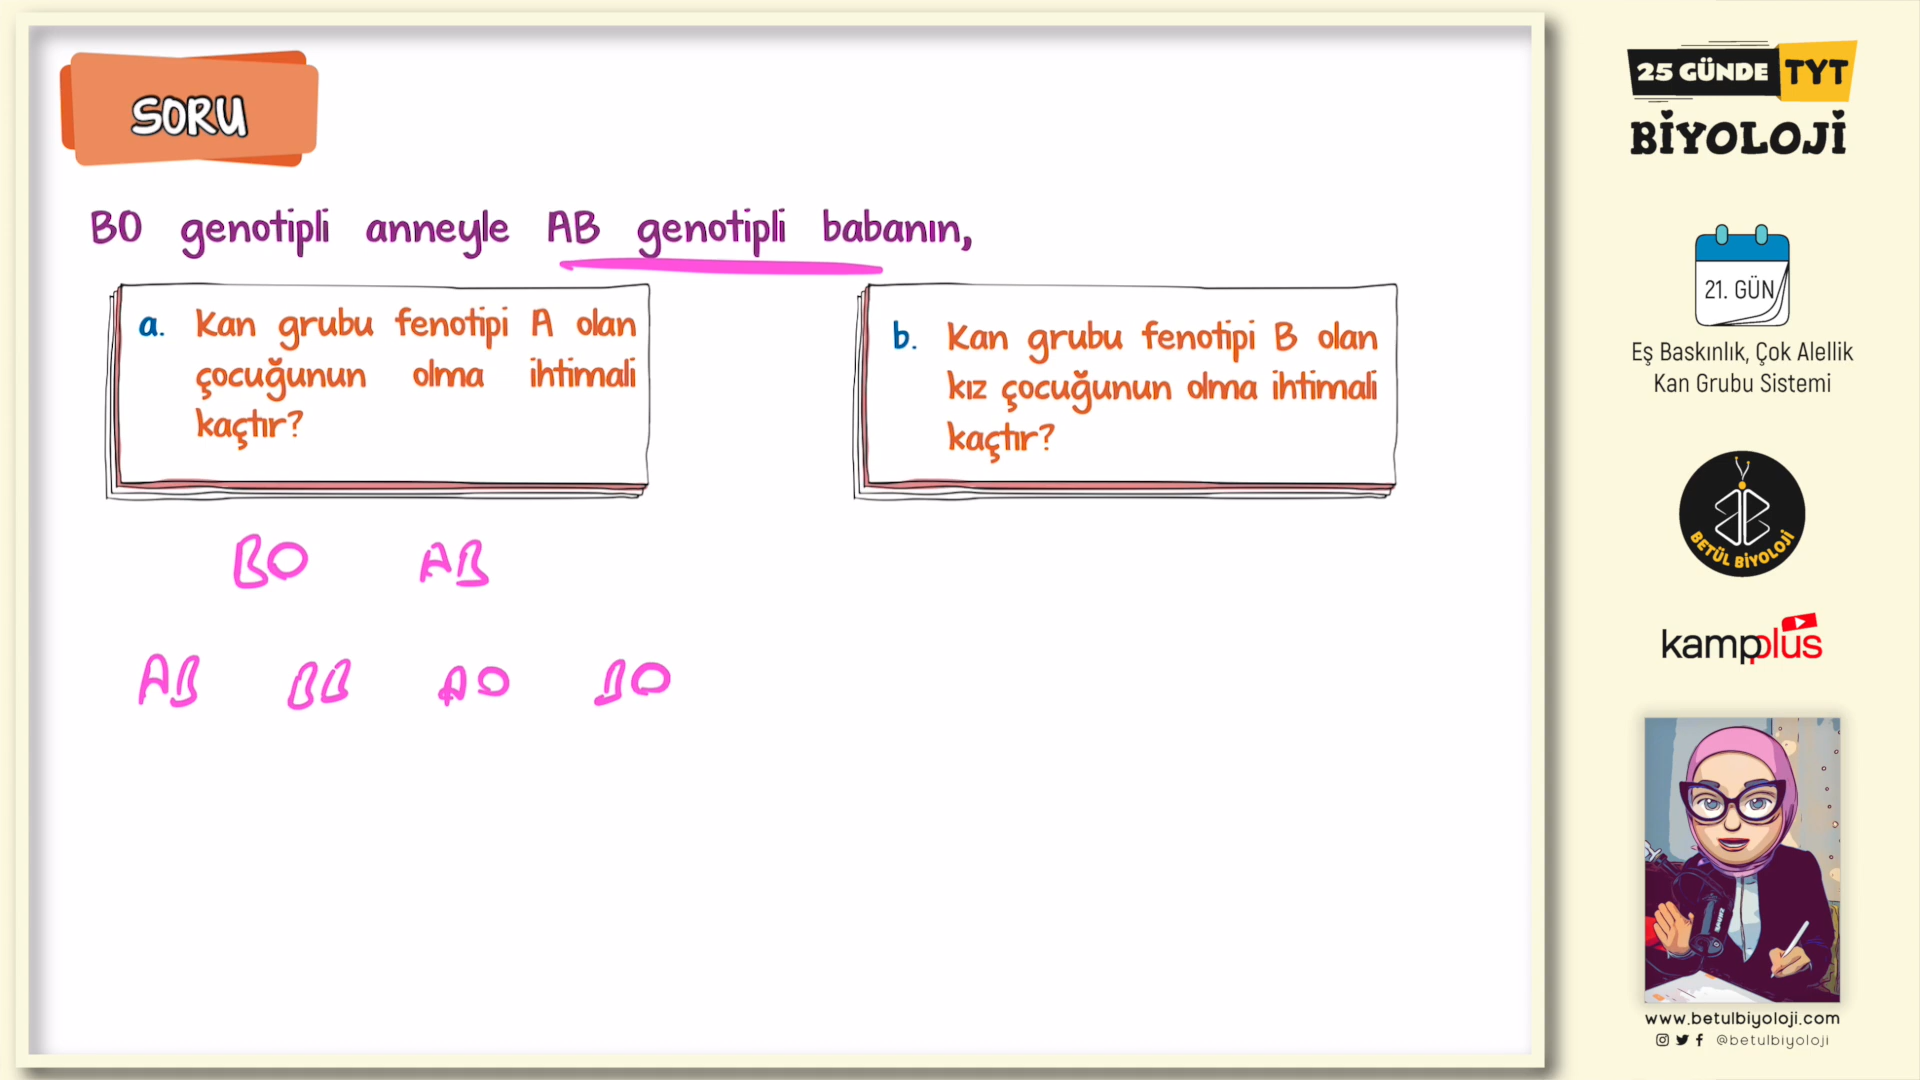 SORU
BO genotipli anneyle AB genotipli babanın,
a. Kan grubu fenotipi A olan
çocuğunun olma ihtimali
kaçtır?
b. Kan grubu fenotipi B olan
kız çocuğunun olma ihtimali
kaçtır?
BO AB
AB BB AO BO
25 GÜNDE TYT
BİYOLOJİ
21. GÜN
Eş Baskınlık, Çok Alellik
Kan Grubu Sistemi
BETÜL BİYOLOJİ
kampplus
www.betulbiyoloji.com
@betulbiyoloji